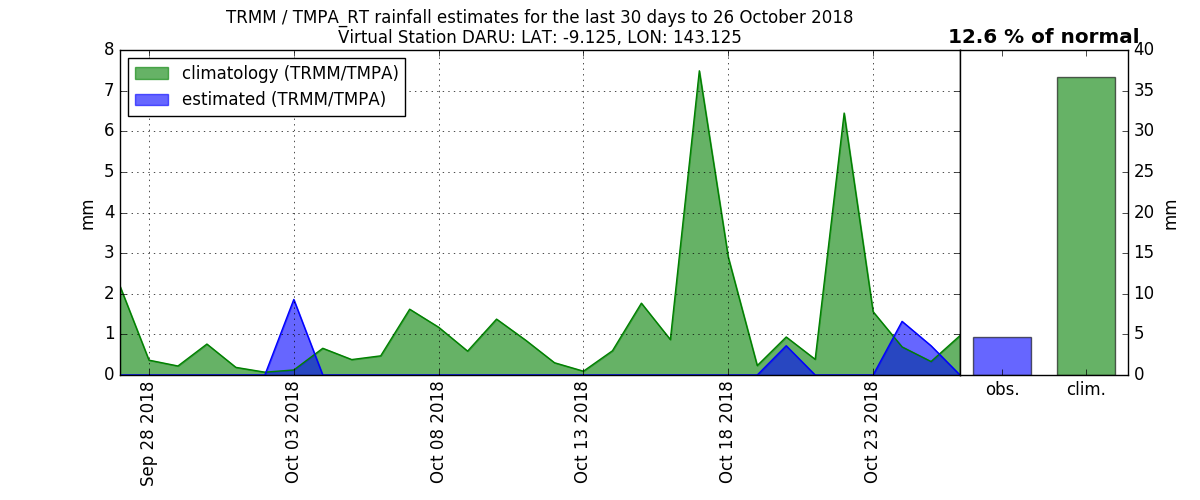 TRMM / TMPA_RT rainfall estimates for the last 30 days to 26 October 2018
Virtual Station DARU: LAT: -9.125, LON: 143.125
12.6 % of normal
climatology (TRMM/TMPA)
estimated (TRMM/TMPA)
8
7
6
5
4
3
2
1
0
mm
Sep 28 2018
Oct 03 2018
Oct 08 2018
Oct 13 2018
Oct 18 2018
Oct 23 2018
obs.
clim.
40
35
30
25
20
15
10
5
0
mm